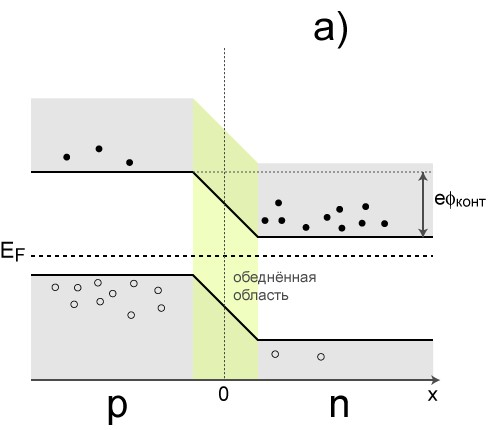 а)
eϕконт
EF
обеднённая
область
0
x
p
n